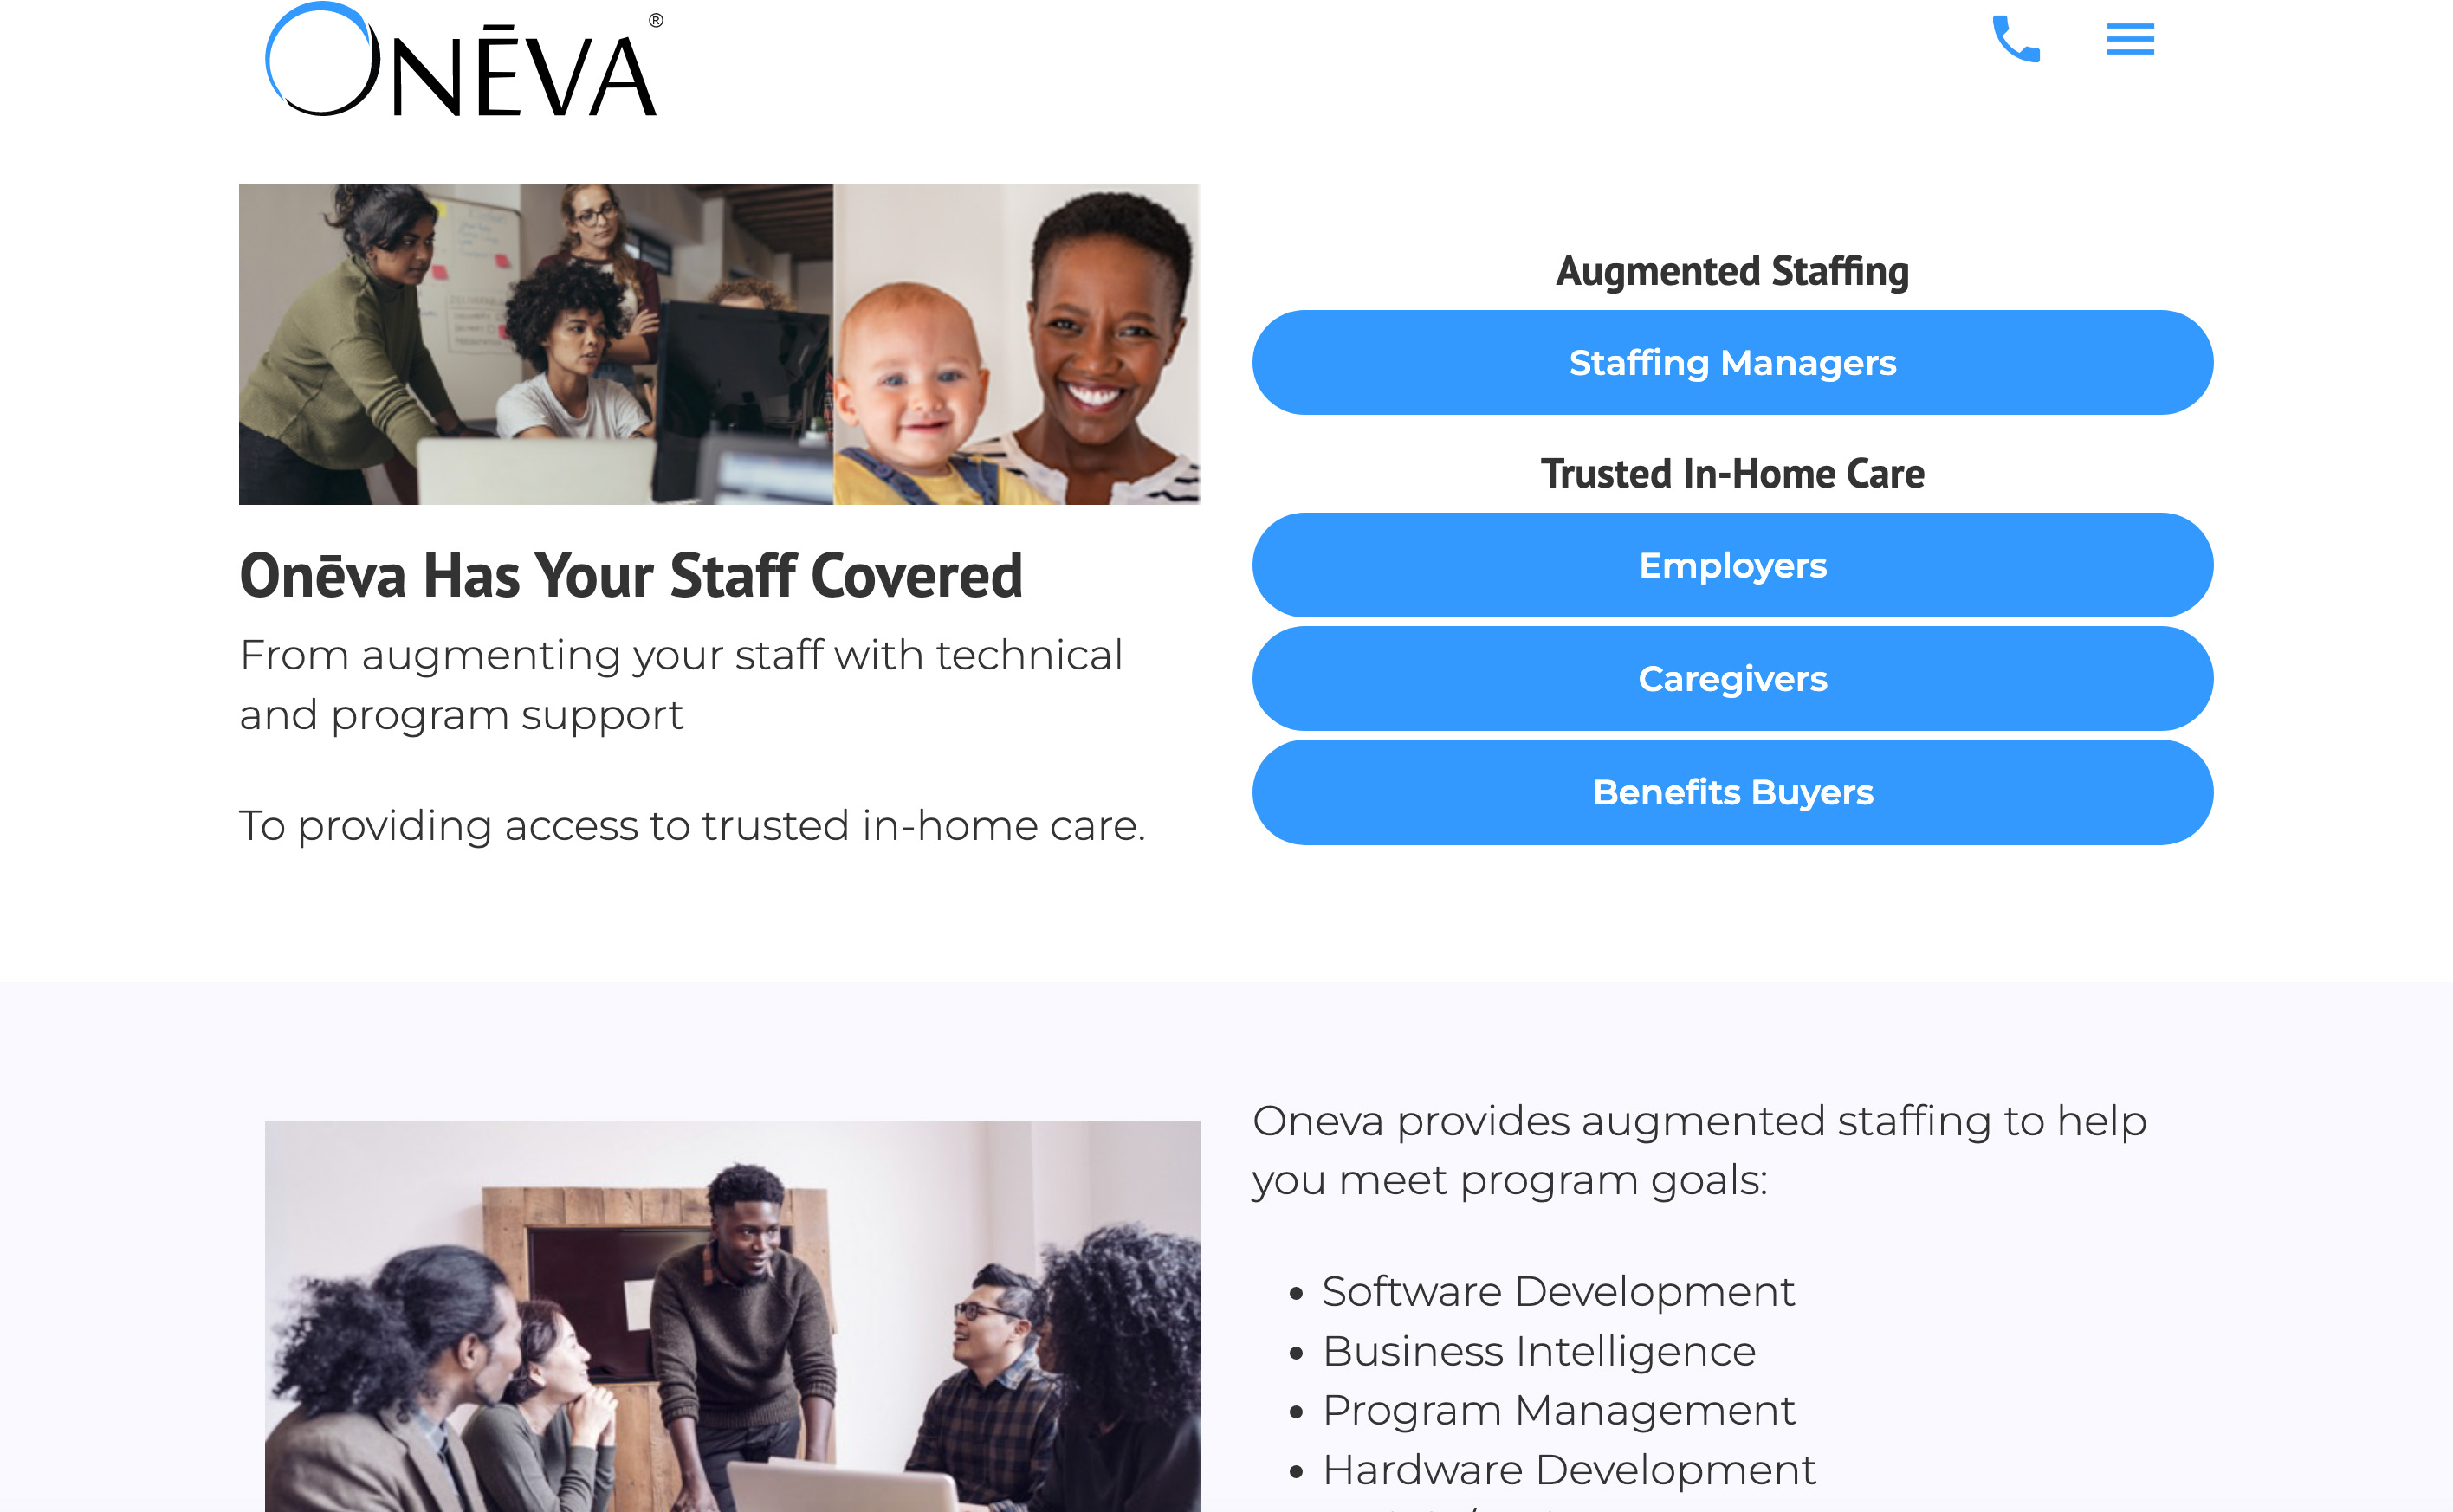 ONĒVA®
Onēva Has Your Staff Covered
From augmenting your staff with technical
and program support
To providing access to trusted in-home care.
Augmented Staffing
Staffing Managers
Trusted In-Home Care
Employers
Caregivers
Benefits Buyers
Oneva provides augmented staffing to help
you meet program goals:
• Software Development
• Business Intelligence
• Program Management
• Hardware Development